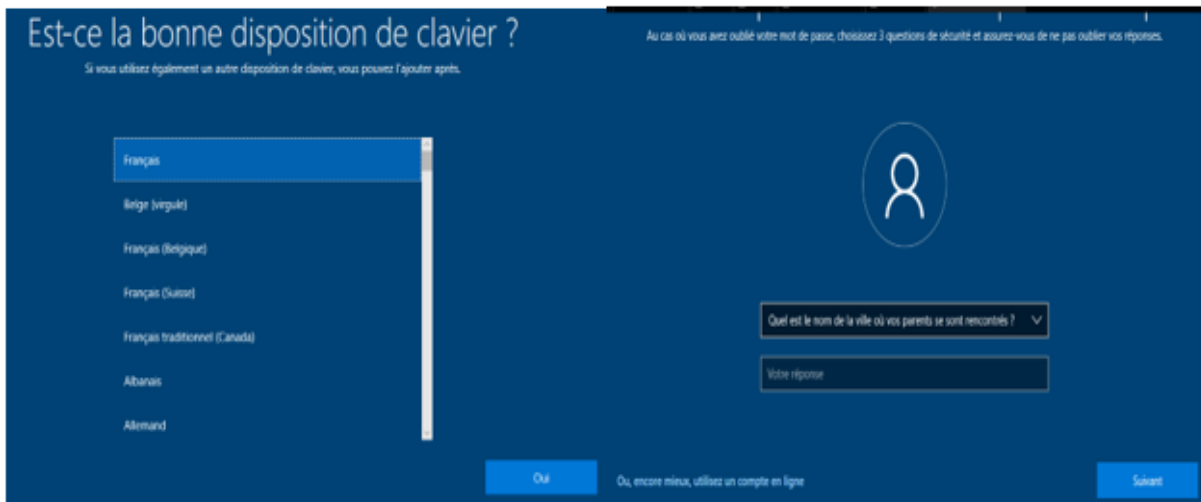 Est-ce la bonne disposition de clavier ?
Si vous utilisez également un autre disposition de clavier, vous pouvez l'ajouter après.
Français
Belge (virgule)
Français (Belgique)
Français (Suisse)
Français traditionnel (Canada)
Albanais
Allemand
Oui
Au cas où vous avez oublié votre mot de passe, choisissez 3 questions de sécurité et assurez-vous de ne pas oublier vos réponses.
Quel est le nom de la ville où vos parents se sont rencontrés ?
Votre réponse
Ou, encore mieux, utilisez un compte en ligne
Suivant